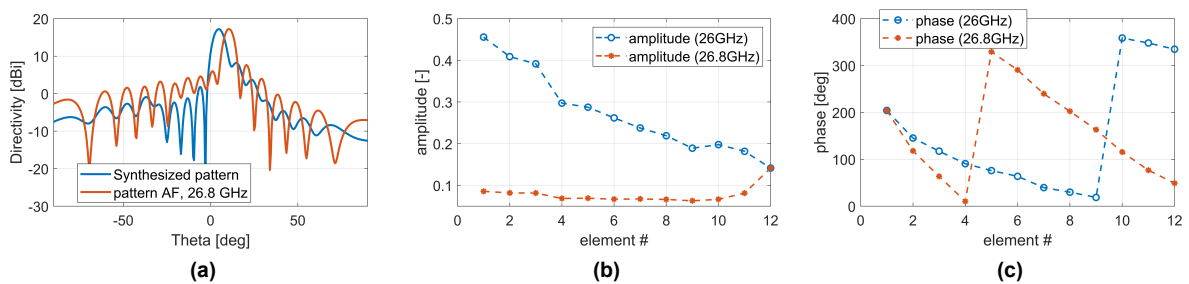 20
10
0
-10
-20
-30
-50
0
50
Directivity [dBi]
Theta [deg]
Synthesized pattern
pattern AF, 26.8 GHz
(a)
0.5
0.4
0.3
0.2
0.1
0
2
4
6
8
10
12
amplitude [-]
element #
amplitude (26GHz)
amplitude (26.8GHz)
(b)
400
300
200
100
0
0
2
4
6
8
10
12
phase [deg]
element #
phase (26GHz)
phase (26.8GHz)
(c)